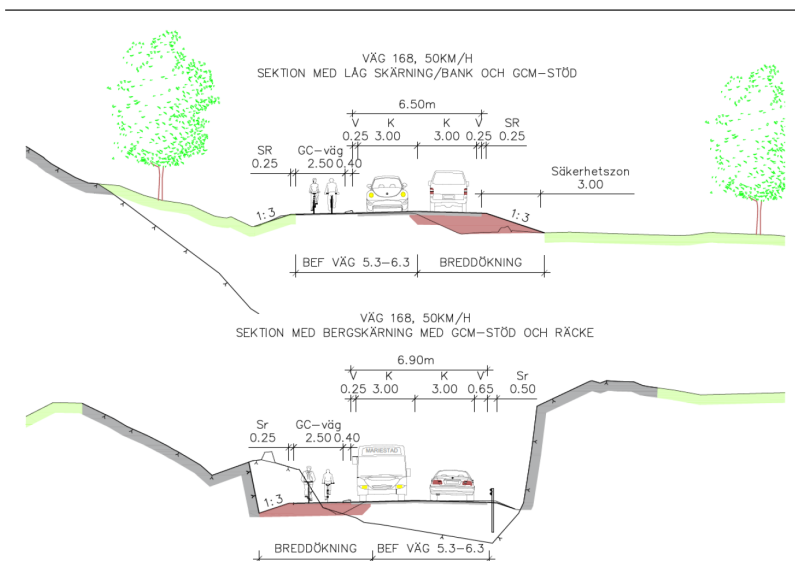 VÄG 168, 50KM/H
SEKTION MED LÅG SKÄRNING/BANK OCH GCM-STÖD
6.50m
V K K V SR
0.25 3.00 3.00 0.25 0.25
SR GC-väg
0.25 2.50 0.40
Säkerhetszon
3.00
1:3
1:3
BEF VÄG 5.3-6.3 BREDDÖKNING
VÄG 168, 50KM/H
SEKTION MED BERGSKÄRNING MED GCM-STÖD OCH RÄCKE
6.90m
V K K V Sr
0.25 3.00 3.00 0.65 0.50
Sr GC-väg
0.25 2.50 0.40
MARIESTAD
1:3
BREDDÖKNING BEF VÄG 5.3-6.3